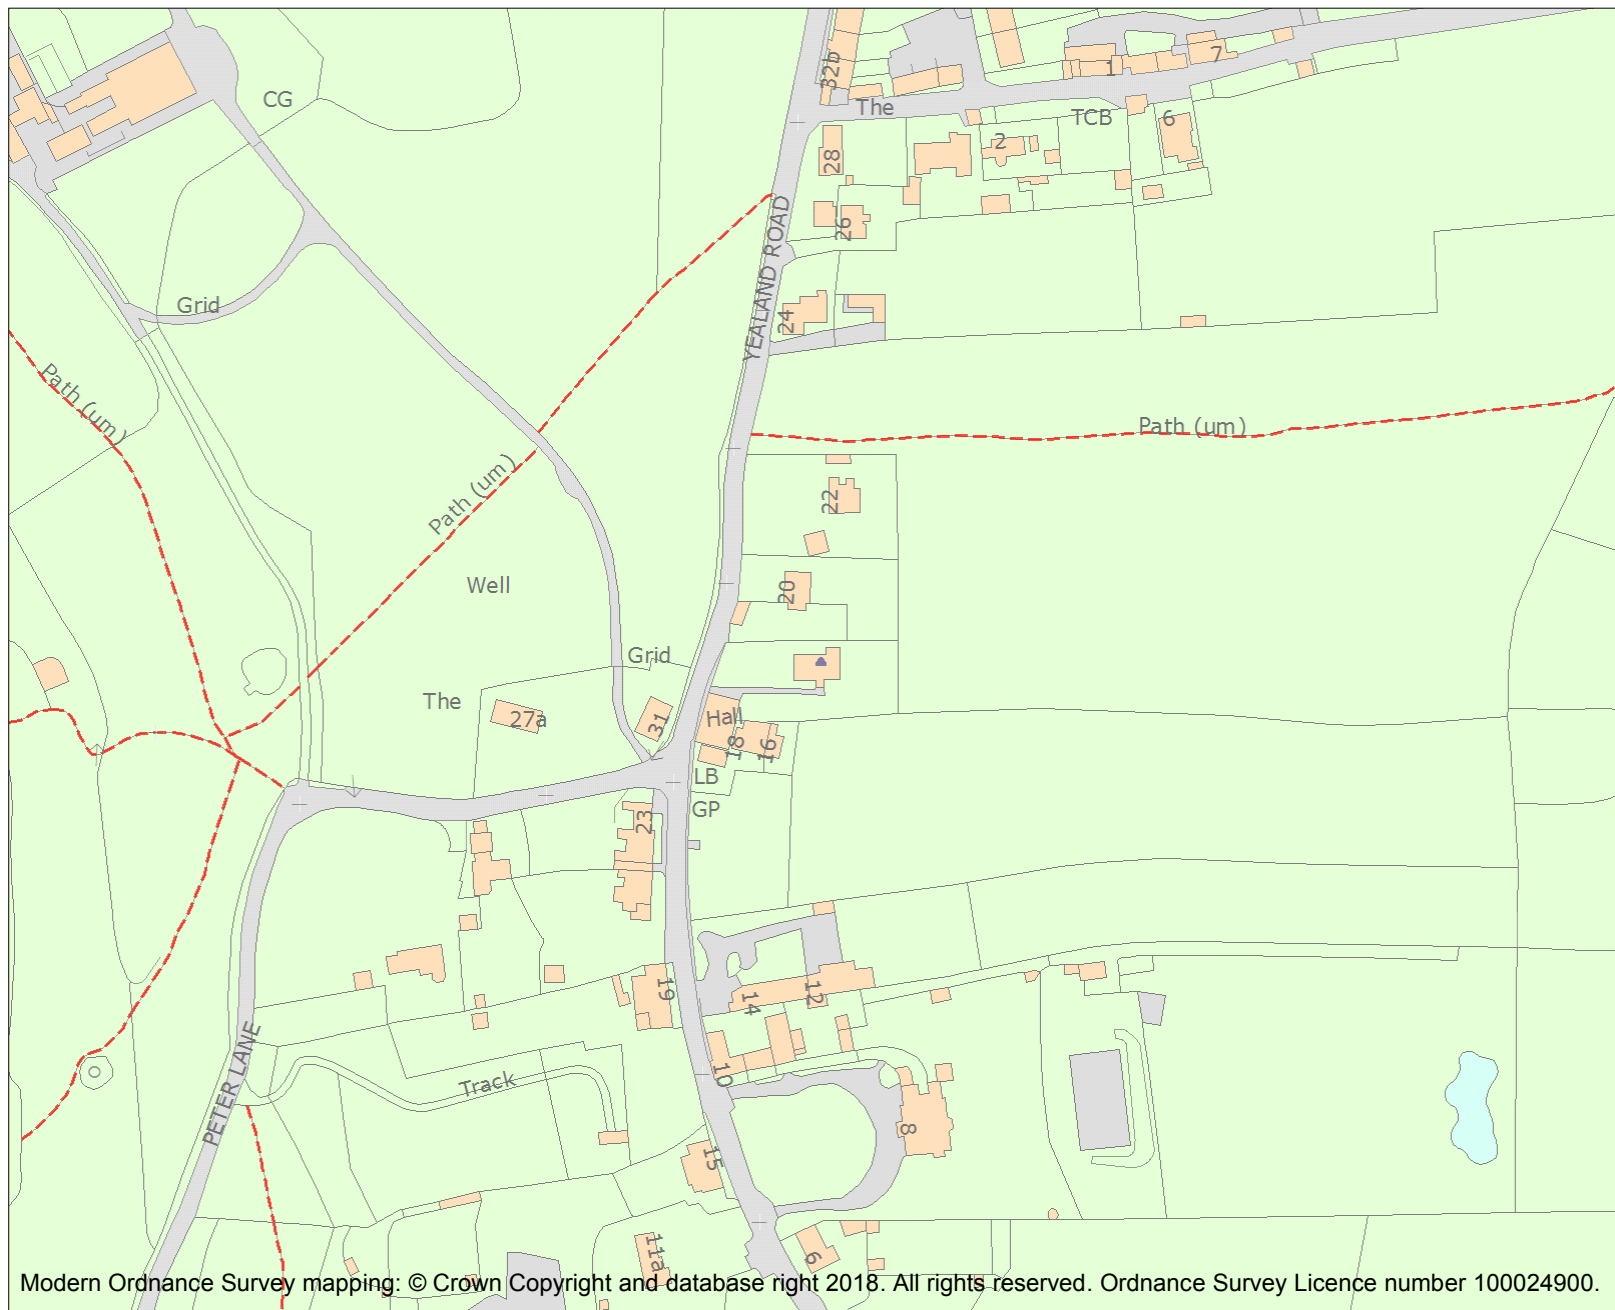 32b
The
1
7
CG
TCB
6
2
28
26
YEALAND ROAD
Grid
24
Path (um)
Path (um)
Path (um)
22
Well
20
Grid
The
27a
31
Hall
18
16
LB
GP
23
19
14
12
10
PETER LANE
Track
8
15
11a
6
Modern Ordnance Survey mapping: © Crown Copyright and database right 2018. All rights reserved. Ordnance Survey Licence number 100024900.